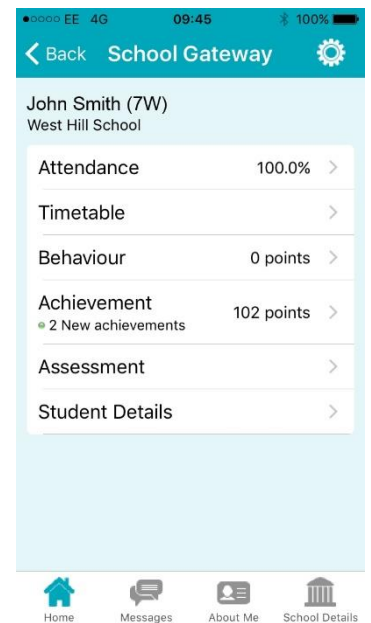 EE 4G 09:45 100%
Back School Gateway
John Smith (7W)
West Hill School
Attendance 100.0%
Timetable
Behaviour 0 points
Achievement 102 points
2 New achievements
Assessment
Student Details
Home Messages About Me School Details